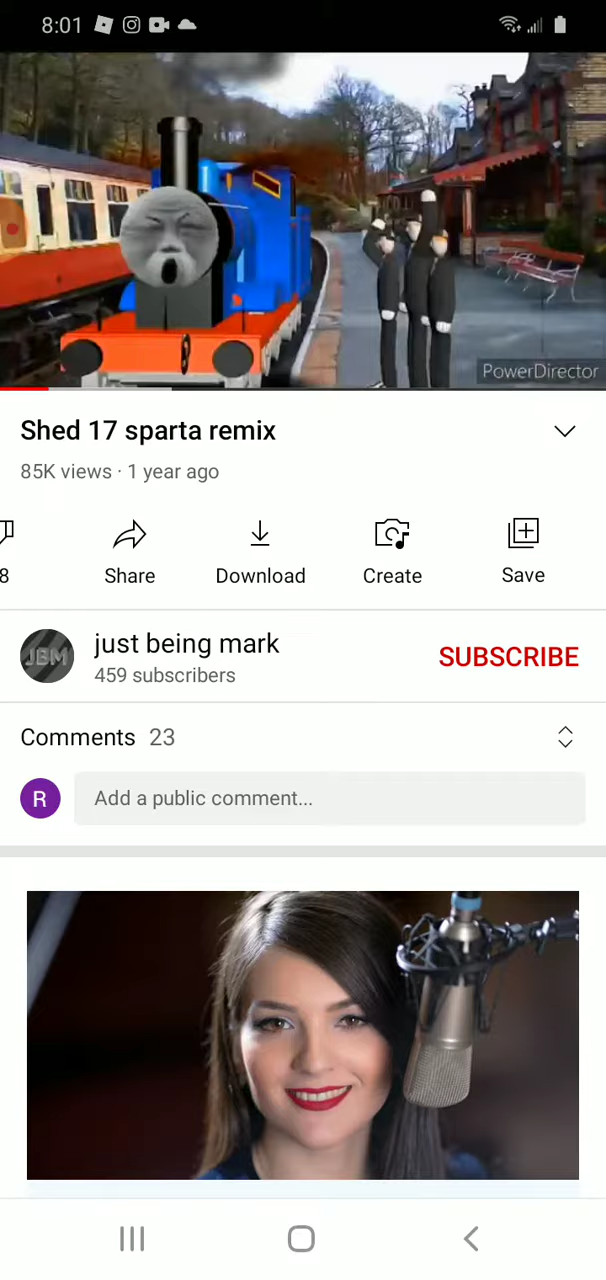 8:01
PowerDirector
Shed 17 sparta remix
85K views · 1 year ago
8
Share
Download
Create
Save
JBM
just being mark
459 subscribers
SUBSCRIBE
Comments 23
R
Add a public comment...